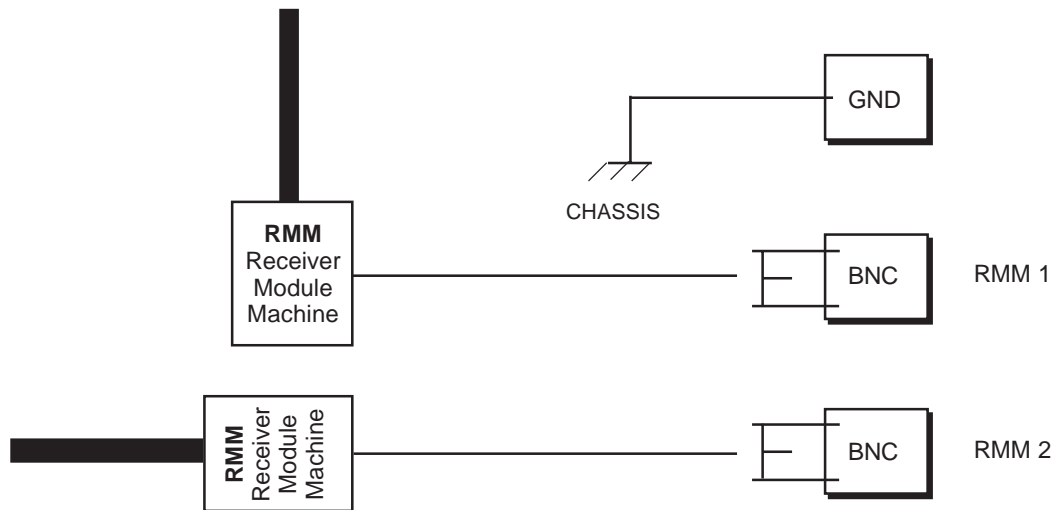 GND
CHASSIS
RMM
Receiver
Module
Machine
BNC
RMM 1
RMM
Receiver
Module
Machine
BNC
RMM 2